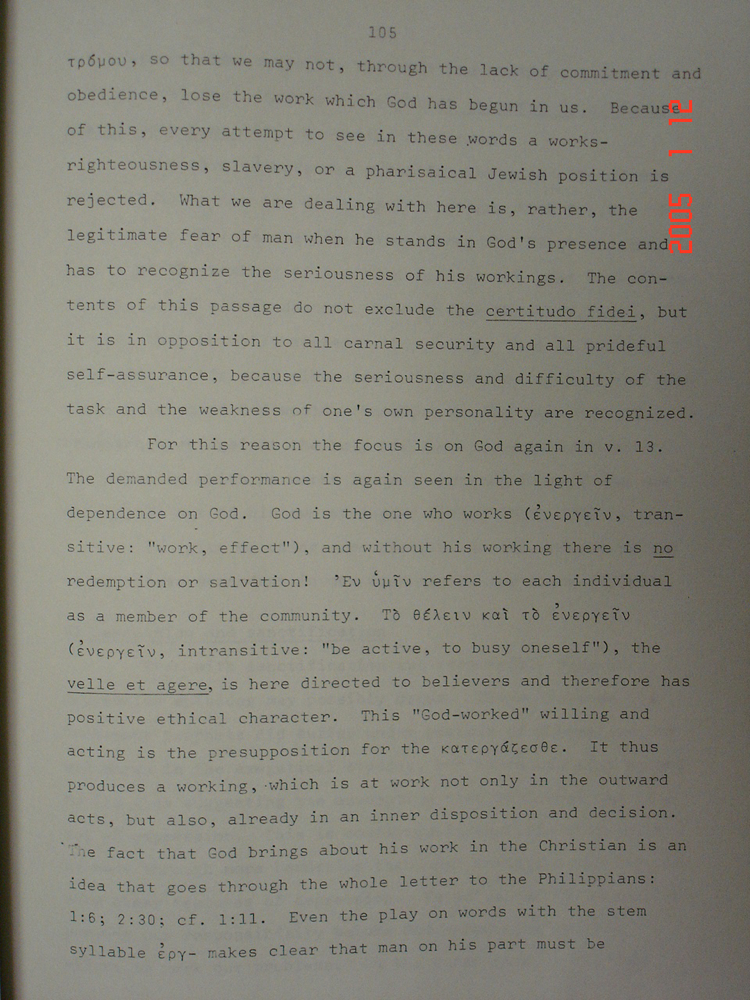 105
τρόμου, so that we may not, through the lack of commitment and
obedience, lose the work which God has begun in us. Because
of this, every attempt to see in these words a works-
righteousness, slavery, or a pharisaical Jewish position is
rejected. What we are dealing with here is, rather, the
legitimate fear of man when he stands in God's presence and
has to recognize the seriousness of his workings. The con-
tents of this passage do not exclude the certitudo fidei, but
it is in opposition to all carnal security and all prideful
self-assurance, because the seriousness and difficulty of the
task and the weakness of one's own personality are recognized.
For this reason the focus is on God again in v. 13.
The demanded performance is again seen in the light of
dependence on God. God is the one who works (ἐνεργεῖν, tran-
sitive: "work, effect"), and without his working there is no
redemption or salvation! Ἐν ὑμῖν refers to each individual
as a member of the community. Τὸ θέλειν καὶ τὸ ἐνεργεῖν
(ἐνεργεῖν, intransitive: "be active, to busy oneself"), the
velle et agere, is here directed to believers and therefore has
positive ethical character. This "God-worked" willing and
acting is the presupposition for the κατεργάζεσθε. It thus
produces a working, which is at work not only in the outward
acts, but also, already in an inner disposition and decision.
The fact that God brings about his work in the Christian is an
idea that goes through the whole letter to the Philippians:
1:6; 2:30; cf. 1:11. Even the play on words with the stem
syllable ἐργ- makes clear that man on his part must be
2005 1 12